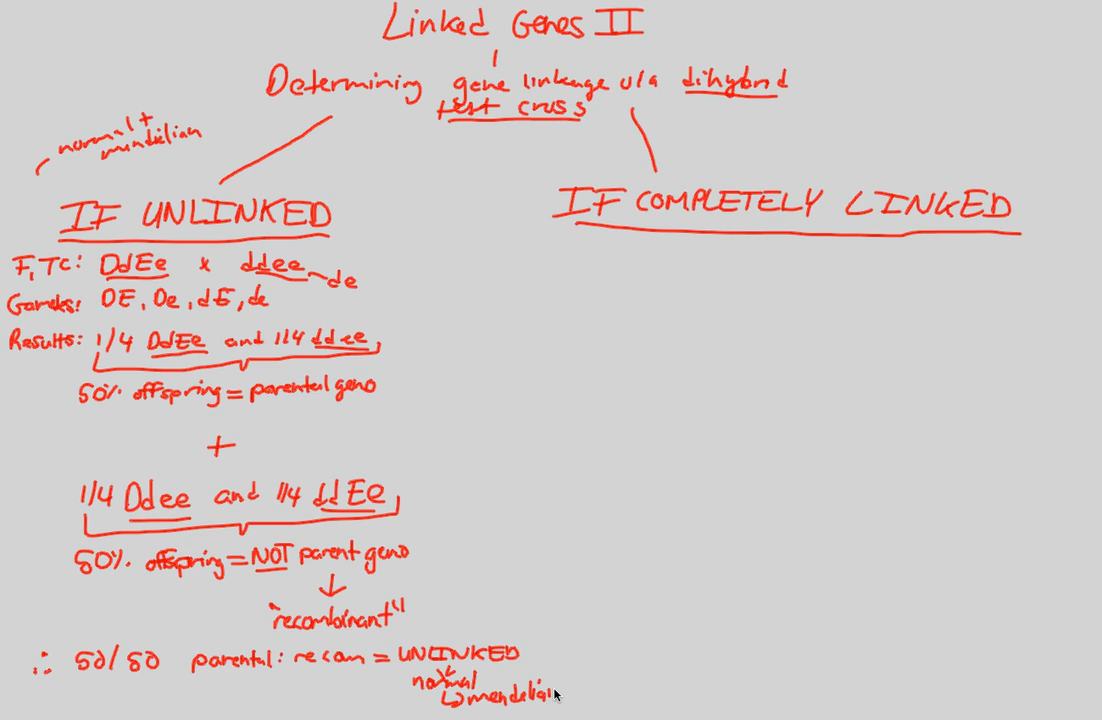 Linked Genes II
Determining gene linkage via dihybrid
test cross
normal +
mendelian
IF UNLINKED
IF COMPLETELY LINKED
F, TC: DdEe x ddee
de
Gametes: DE, De, dE, de
Results: 1/4 DdEe and 1/4 ddee
50% offspring = parental geno
+
1/4 Ddee and 1/4 ddEe
50% offspring = NOT parent geno
↓
"recombinant"
∴ 50/50 parental: recom = UNLINKED
normal
↳ mendelian